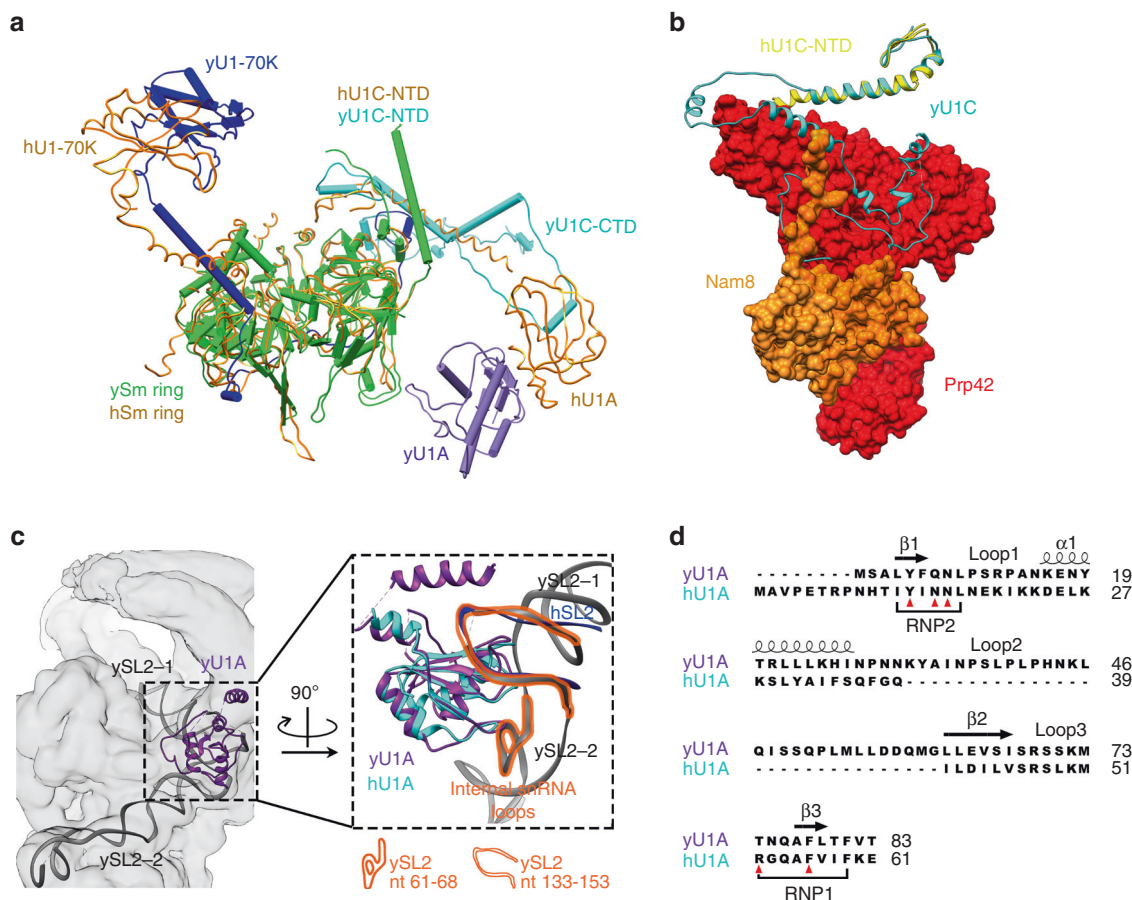 a
yU1-70K
hU1-70K
hU1C-NTD
yU1C-NTD
yU1C-CTD
ySm ring
hSm ring
hU1A
yU1A
b
hU1C-NTD
yU1C
Nam8
Prp42
c
ySL2–1
yU1A
ySL2–2
90°
ySL2–1
hSL2
ySL2–2
yU1A
hU1A
Internal snRNA
loops
ySL2
nt 61-68
ySL2
nt 133-153
d
β1 Loop1 α1
yU1A - - - - - - - - MSALYFQNLPSRPANKENY 19
hU1A MAVPETRPNHTIYINNLNEKIKKDELK 27
RNP2
Loop2
yU1A TRLLLKHINPNNKYAINPSLPLPHNKL 46
hU1A KSLYAIFSQFGQ - - - - - - - - - - - - - - - 39
β2 Loop3
yU1A QISSQPLMLLDDQMGLLEVSISRSSKM 73
hU1A - - - - - - - - - - - - - - - ILDILVSRSLKM 51
β3
yU1A TNQAFLTFVT 83
hU1A RGQAFVIFKE 61
RNP1